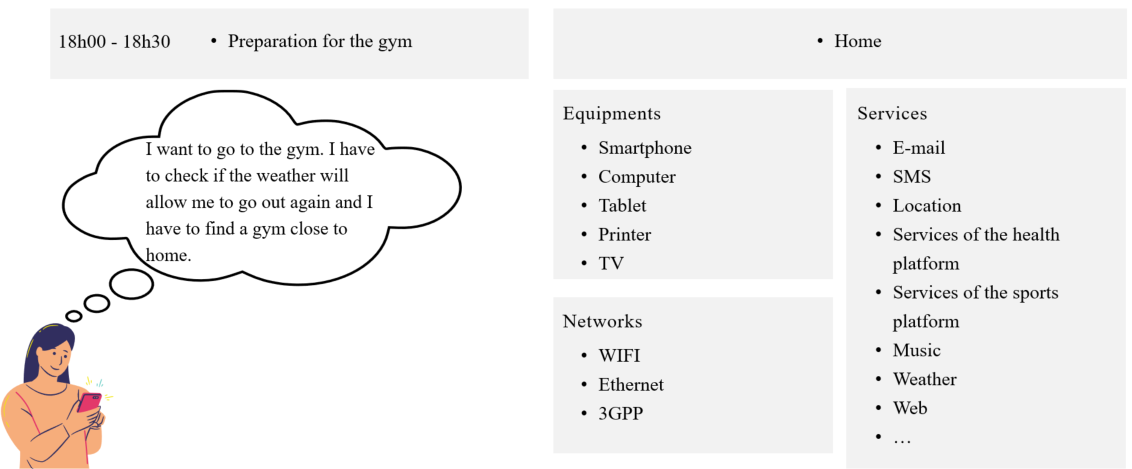 18h00 - 18h30 • Preparation for the gym
• Home
I want to go to the gym. I have
to check if the weather will
allow me to go out again and I
have to find a gym close to
home.
Equipments
• Smartphone
• Computer
• Tablet
• Printer
• TV
Networks
• WIFI
• Ethernet
• 3GPP
Services
• E-mail
• SMS
• Location
• Services of the health
platform
• Services of the sports
platform
• Music
• Weather
• Web
• …